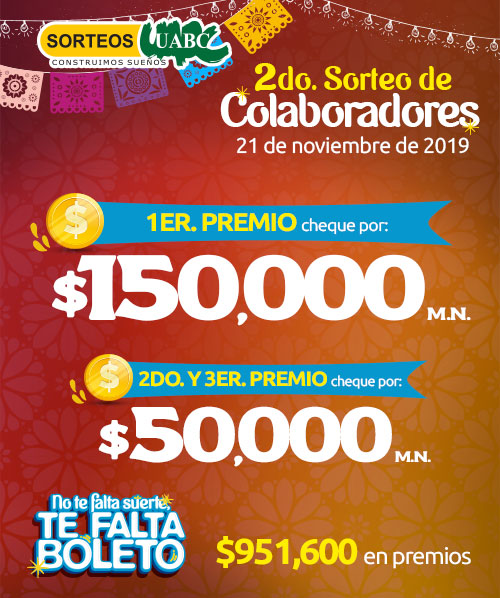 SORTEOS UABC
CONSTRUIMOS SUEÑOS
2do. Sorteo de
Colaboradores
21 de noviembre de 2019
$
1ER. PREMIO cheque por:
$150,000 M.N.
$
2DO. Y 3ER. PREMIO cheque por:
$50,000 M.N.
No te falta suerte,
TE FALTA
BOLETO
$951,600 en premios